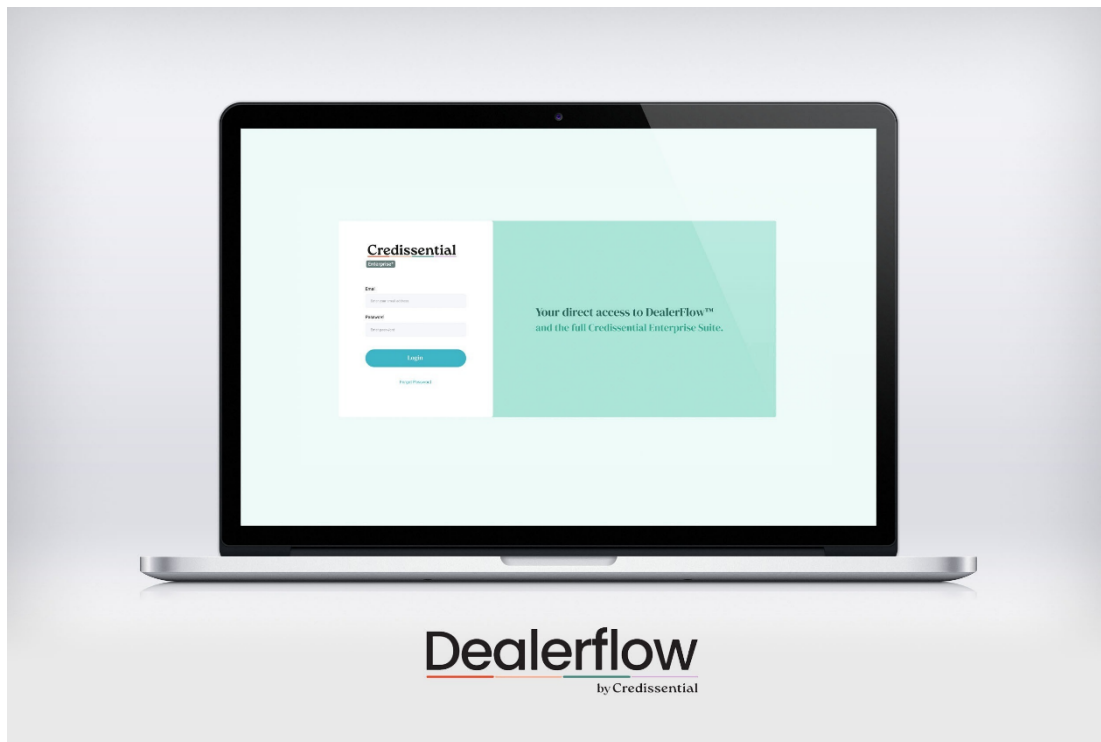 Credissential
Enterprise
Email
Password
Login
Forgot Password
Your direct access to DealerFlow™
and the full Credissential Enterprise Suite.
Dealerflow
by Credissential